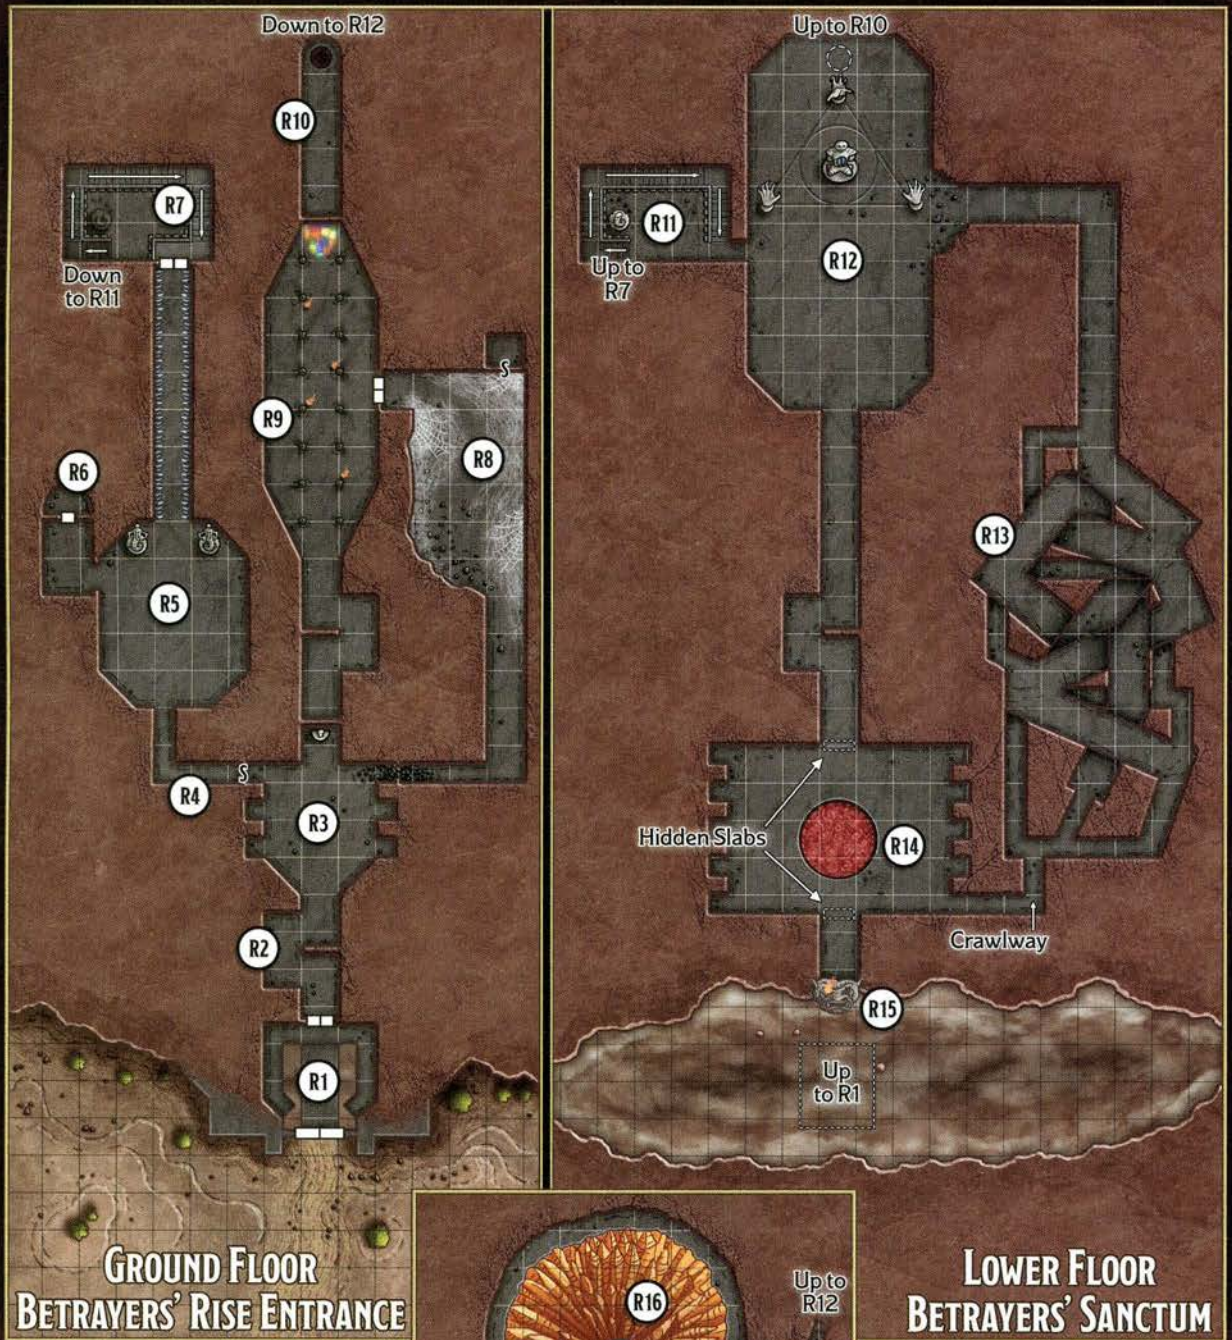 Down to R12
R10
R7
Down
to R11
R9
R8
S
R6
R5
S
R4
R3
R2
R1
GROUND FLOOR
BETRAYERS' RISE ENTRANCE
Up to R10
R11
Up to
R7
R12
R13
Hidden Slabs
R14
Crawlway
R15
Up
to R1
R16
Up to
R12
LOWER FLOOR
BETRAYERS' SANCTUM